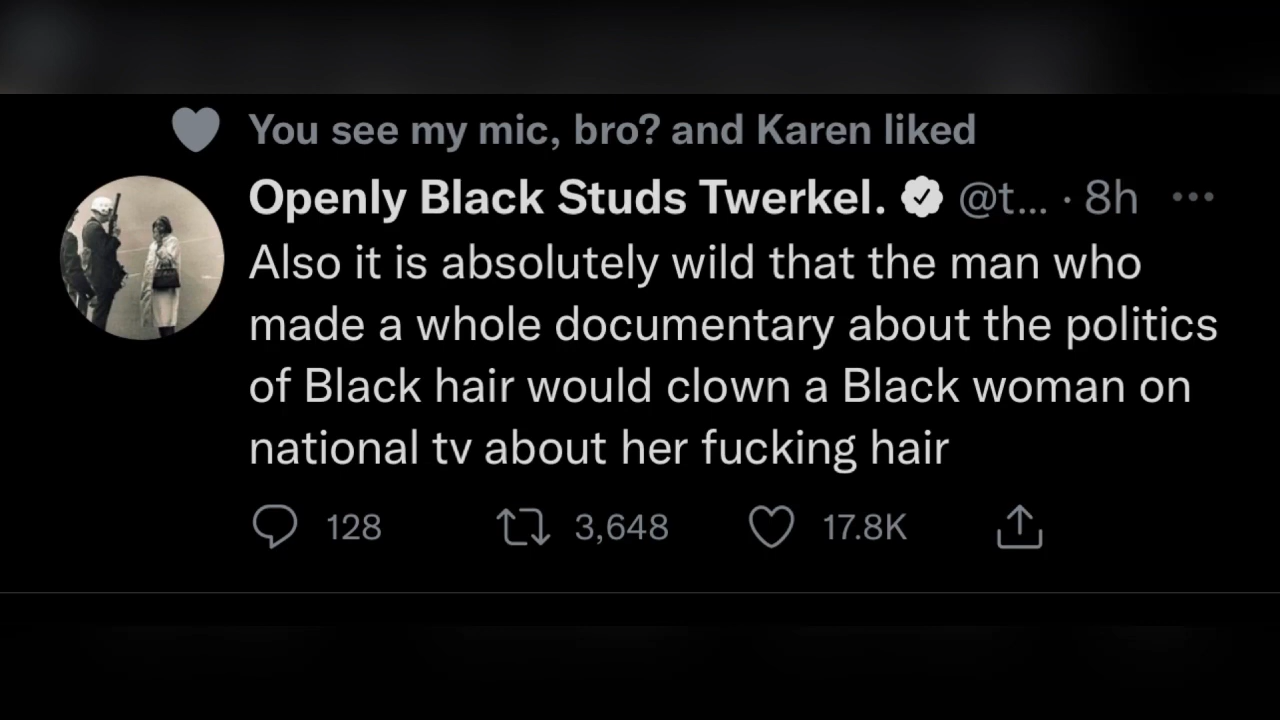 You see my mic, bro? and Karen liked
Openly Black Studs Twerkel. @t... · 8h
Also it is absolutely wild that the man who
made a whole documentary about the politics
of Black hair would clown a Black woman on
national tv about her fucking hair
128 3,648 17.8K